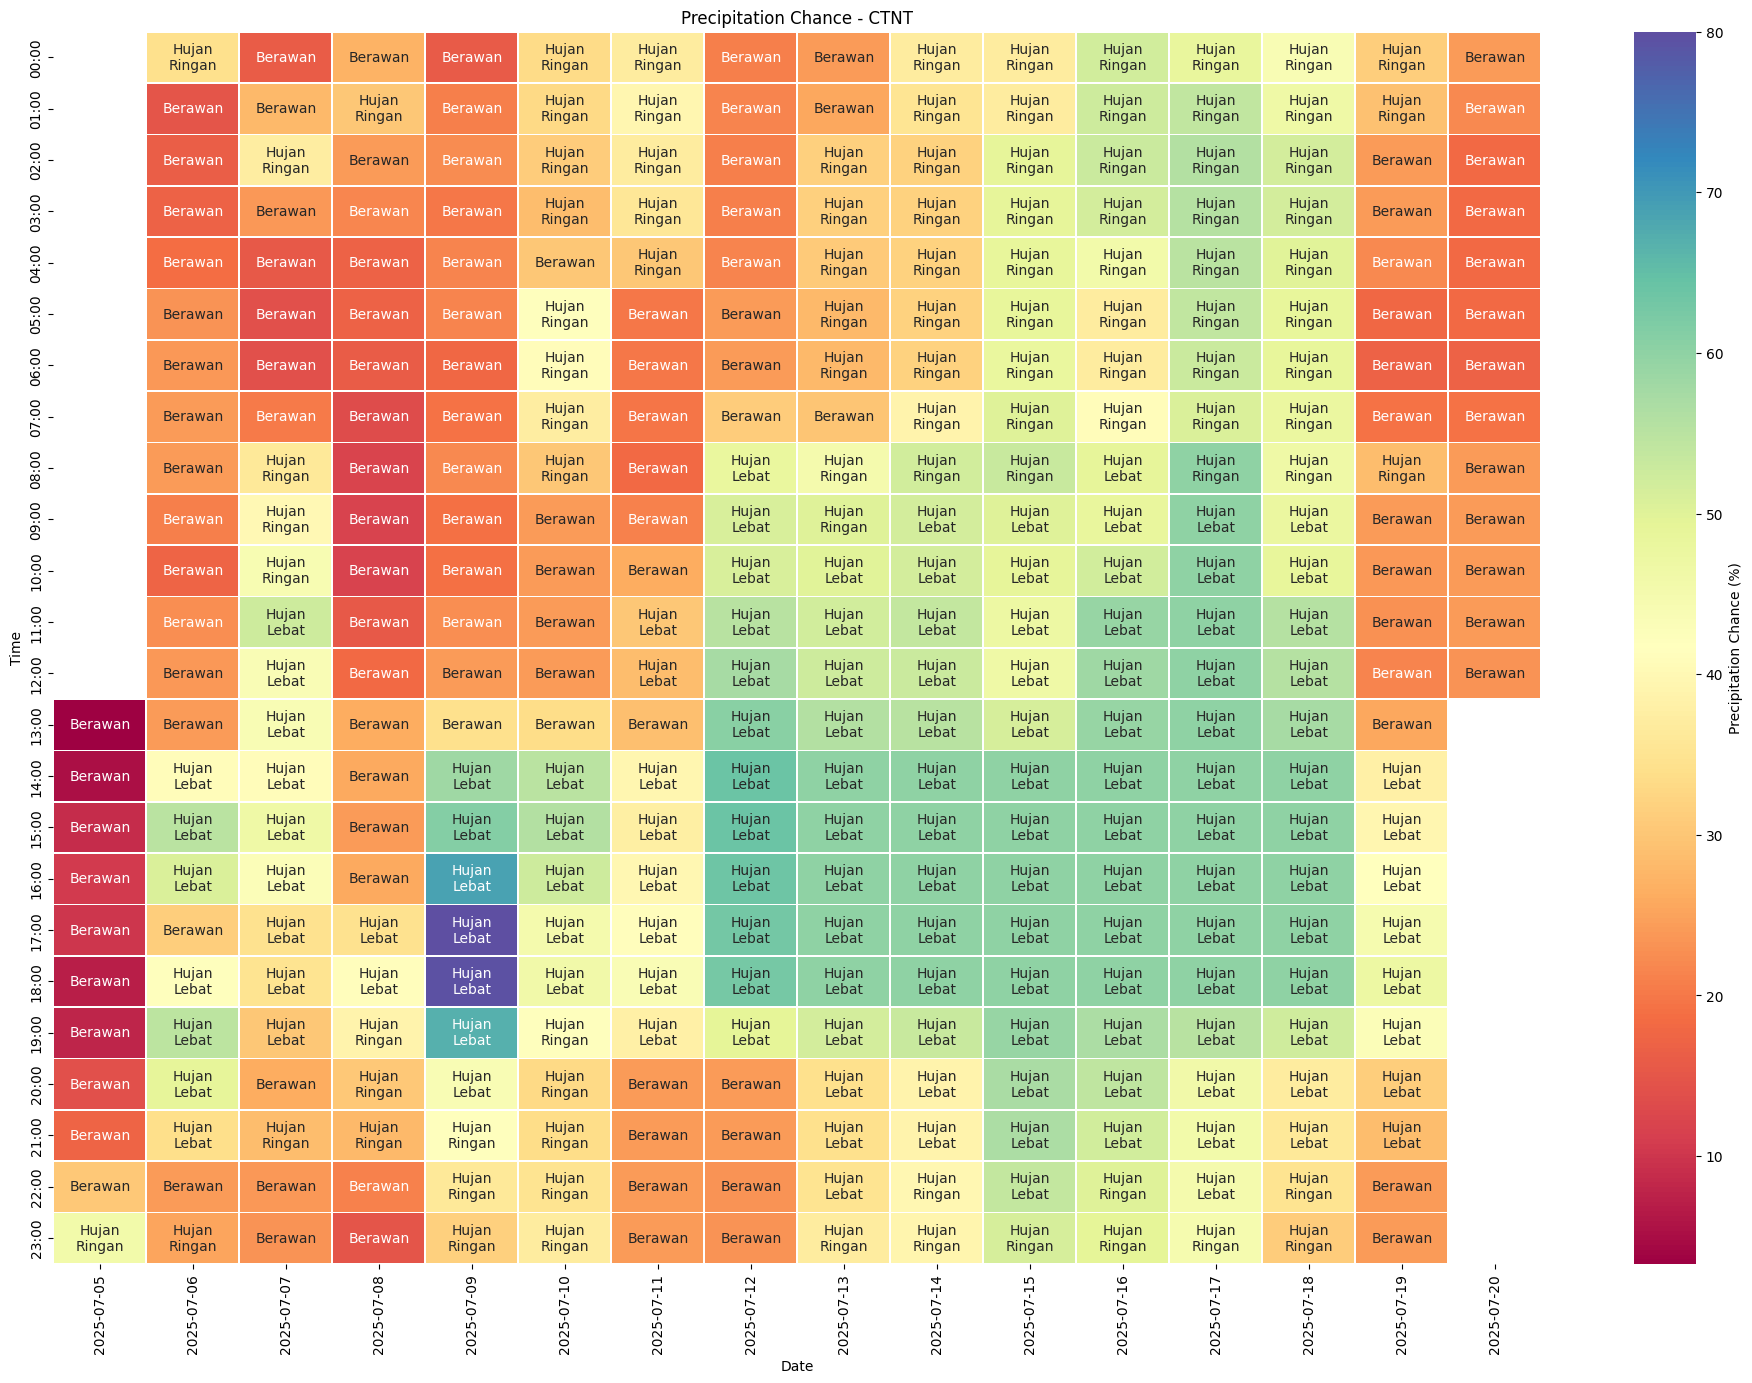 Precipitation Chance - CTNT
00:00 Hujan Ringan Berawan Berawan Berawan Hujan Ringan Hujan Ringan Berawan Berawan Hujan Ringan Hujan Ringan Hujan Ringan Hujan Ringan Hujan Ringan Hujan Ringan Berawan
01:00 Berawan Berawan Hujan Ringan Berawan Hujan Ringan Hujan Ringan Berawan Berawan Hujan Ringan Hujan Ringan Hujan Ringan Hujan Ringan Hujan Ringan Hujan Ringan Berawan
02:00 Berawan Hujan Ringan Berawan Berawan Hujan Ringan Hujan Ringan Berawan Hujan Ringan Hujan Ringan Hujan Ringan Hujan Ringan Hujan Ringan Hujan Ringan Berawan Berawan
03:00 Berawan Berawan Berawan Berawan Hujan Ringan Hujan Ringan Berawan Hujan Ringan Hujan Ringan Hujan Ringan Hujan Ringan Hujan Ringan Hujan Ringan Berawan Berawan
04:00 Berawan Berawan Berawan Berawan Berawan Hujan Ringan Berawan Hujan Ringan Hujan Ringan Hujan Ringan Hujan Ringan Hujan Ringan Hujan Ringan Berawan Berawan
05:00 Berawan Berawan Berawan Berawan Hujan Ringan Berawan Berawan Hujan Ringan Hujan Ringan Hujan Ringan Hujan Ringan Hujan Ringan Hujan Ringan Berawan Berawan
06:00 Berawan Berawan Berawan Berawan Hujan Ringan Berawan Berawan Hujan Ringan Hujan Ringan Hujan Ringan Hujan Ringan Hujan Ringan Hujan Ringan Berawan Berawan
07:00 Berawan Berawan Berawan Berawan Hujan Ringan Berawan Berawan Berawan Hujan Ringan Hujan Ringan Hujan Ringan Hujan Ringan Hujan Ringan Berawan Berawan
08:00 Berawan Hujan Ringan Berawan Berawan Hujan Ringan Berawan Hujan Lebat Hujan Ringan Hujan Ringan Hujan Ringan Hujan Lebat Hujan Ringan Hujan Ringan Hujan Ringan Berawan
09:00 Berawan Hujan Ringan Berawan Berawan Berawan Berawan Hujan Lebat Hujan Ringan Hujan Lebat Hujan Lebat Hujan Lebat Hujan Lebat Hujan Lebat Berawan Berawan
10:00 Berawan Hujan Ringan Berawan Berawan Berawan Berawan Hujan Lebat Hujan Lebat Hujan Lebat Hujan Lebat Hujan Lebat Hujan Lebat Hujan Lebat Berawan Berawan
11:00 Berawan Hujan Lebat Berawan Berawan Berawan Hujan Lebat Hujan Lebat Hujan Lebat Hujan Lebat Hujan Lebat Hujan Lebat Hujan Lebat Hujan Lebat Berawan Berawan
12:00 Berawan Hujan Lebat Berawan Berawan Berawan Hujan Lebat Hujan Lebat Hujan Lebat Hujan Lebat Hujan Lebat Hujan Lebat Hujan Lebat Hujan Lebat Berawan Berawan
13:00 Berawan Berawan Hujan Lebat Berawan Berawan Berawan Berawan Hujan Lebat Hujan Lebat Hujan Lebat Hujan Lebat Hujan Lebat Hujan Lebat Hujan Lebat Berawan
14:00 Berawan Hujan Lebat Hujan Lebat Berawan Hujan Lebat Hujan Lebat Hujan Lebat Hujan Lebat Hujan Lebat Hujan Lebat Hujan Lebat Hujan Lebat Hujan Lebat Hujan Lebat Hujan Lebat
15:00 Berawan Hujan Lebat Hujan Lebat Berawan Hujan Lebat Hujan Lebat Hujan Lebat Hujan Lebat Hujan Lebat Hujan Lebat Hujan Lebat Hujan Lebat Hujan Lebat Hujan Lebat Hujan Lebat
16:00 Berawan Hujan Lebat Hujan Lebat Berawan Hujan Lebat Hujan Lebat Hujan Lebat Hujan Lebat Hujan Lebat Hujan Lebat Hujan Lebat Hujan Lebat Hujan Lebat Hujan Lebat Hujan Lebat
17:00 Berawan Berawan Hujan Lebat Hujan Lebat Hujan Lebat Hujan Lebat Hujan Lebat Hujan Lebat Hujan Lebat Hujan Lebat Hujan Lebat Hujan Lebat Hujan Lebat Hujan Lebat Hujan Lebat
18:00 Berawan Hujan Lebat Hujan Lebat Hujan Lebat Hujan Lebat Hujan Lebat Hujan Lebat Hujan Lebat Hujan Lebat Hujan Lebat Hujan Lebat Hujan Lebat Hujan Lebat Hujan Lebat Hujan Lebat
19:00 Berawan Hujan Lebat Hujan Lebat Hujan Ringan Hujan Lebat Hujan Ringan Hujan Lebat Hujan Lebat Hujan Lebat Hujan Lebat Hujan Lebat Hujan Lebat Hujan Lebat Hujan Lebat Hujan Lebat
20:00 Berawan Hujan Lebat Berawan Hujan Ringan Hujan Lebat Hujan Ringan Berawan Berawan Hujan Lebat Hujan Lebat Hujan Lebat Hujan Lebat Hujan Lebat Hujan Lebat Hujan Lebat
21:00 Berawan Hujan Lebat Hujan Ringan Hujan Ringan Hujan Ringan Hujan Ringan Berawan Berawan Hujan Lebat Hujan Lebat Hujan Lebat Hujan Lebat Hujan Lebat Hujan Lebat Hujan Lebat
22:00 Berawan Berawan Berawan Berawan Hujan Ringan Hujan Ringan Berawan Berawan Hujan Lebat Hujan Ringan Hujan Lebat Hujan Ringan Hujan Lebat Hujan Ringan Berawan
23:00 Hujan Ringan Hujan Ringan Berawan Berawan Hujan Ringan Hujan Ringan Berawan Berawan Hujan Ringan Hujan Ringan Hujan Ringan Hujan Ringan Hujan Ringan Hujan Ringan Berawan
Time
2025-07-05 2025-07-06 2025-07-07 2025-07-08 2025-07-09 2025-07-10 2025-07-11 2025-07-12 2025-07-13 2025-07-14 2025-07-15 2025-07-16 2025-07-17 2025-07-18 2025-07-19 2025-07-20
Date
80
70
60
50
40
30
20
10
Precipitation Chance (%)